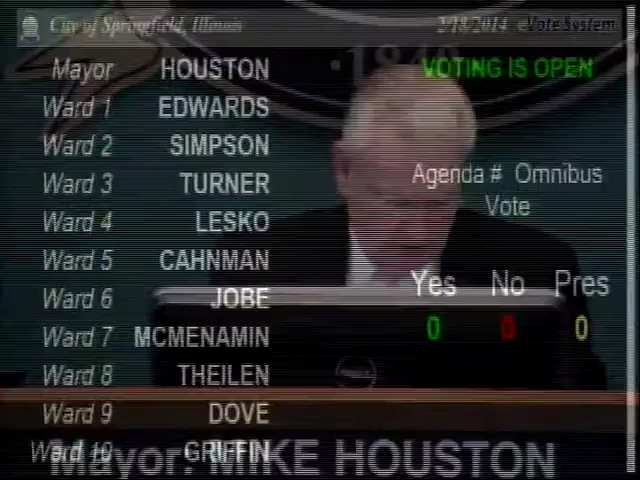 City of Springfield, Illinois 2/18/2014 eVote System
Mayor HOUSTON VOTING IS OPEN
Ward 1 EDWARDS
Ward 2 SIMPSON
Ward 3 TURNER
Agenda # Omnibus
Vote
Ward 4 LESKO
Ward 5 CAHNMAN
Ward 6 JOBE
Yes No Pres
Ward 7 MCMENAMIN
0 0 0
Ward 8 THEILEN
Ward 9 DOVE
Ward 10 GRIFFIN
Mayor: MIKE HOUSTON